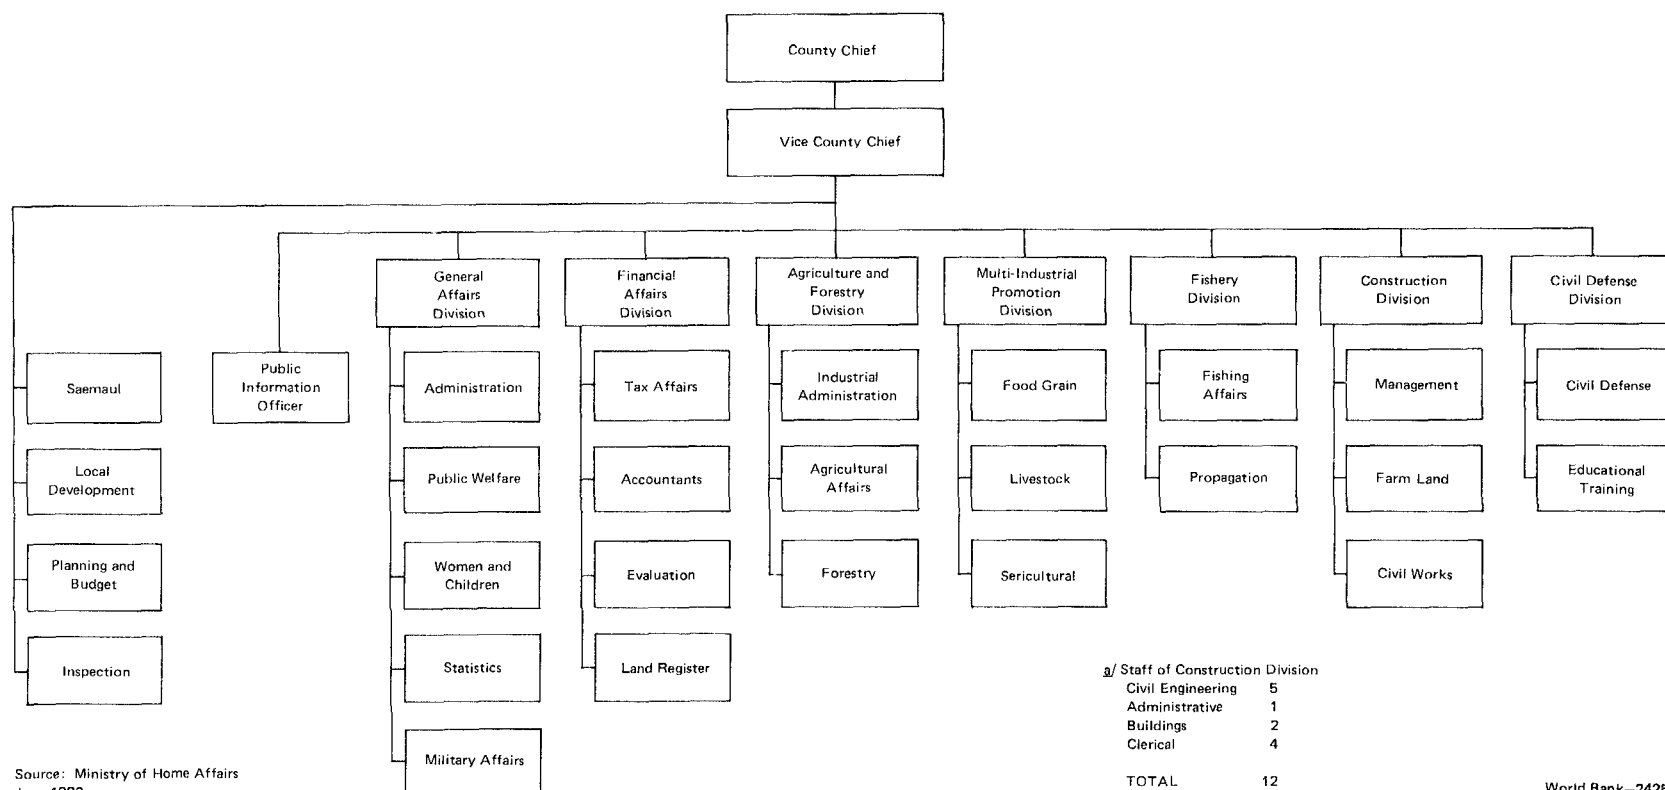 County Chief
Vice County Chief
General
Affairs
Division
Financial
Affairs
Division
Agriculture and
Forestry
Division
Multi-Industrial
Promotion
Division
Fishery
Division
Construction
Division
Civil Defense
Division
Saemaul
Local
Development
Planning and
Budget
Inspection
Public
Information
Officer
Administration
Public Welfare
Women and
Children
Statistics
Military Affairs
Tax Affairs
Accountants
Evaluation
Land Register
Industrial
Administration
Agricultural
Affairs
Forestry
Food Grain
Livestock
Sericultural
Fishing
Affairs
Propagation
Management
Farm Land
Civil Works
Civil Defense
Educational
Training
a/ Staff of Construction Division
Civil Engineering 5
Administrative 1
Buildings 2
Clerical 4
TOTAL 12
Source: Ministry of Home Affairs
World Bank—2428